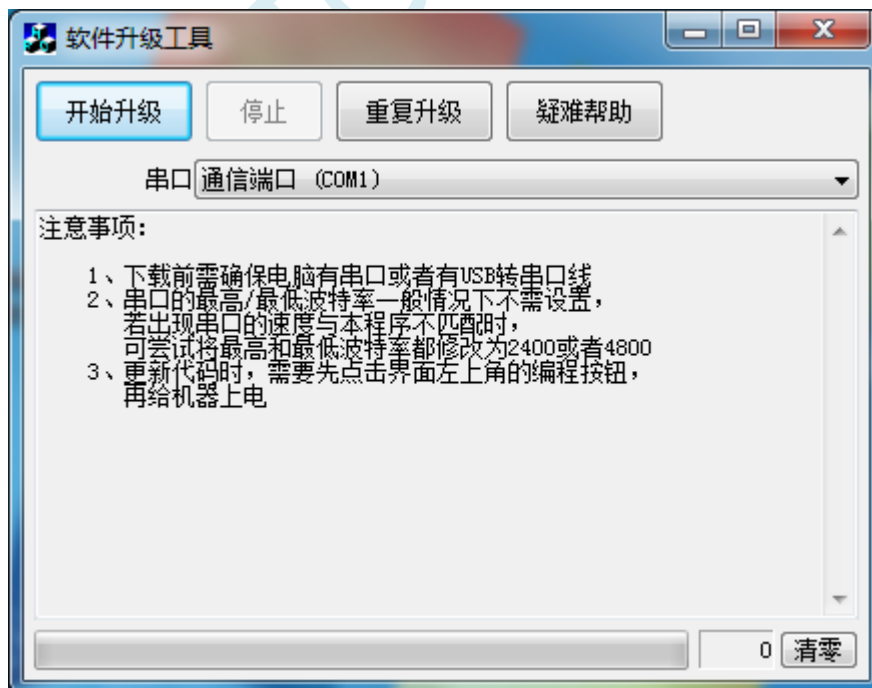 软件升级工具
开始升级 停止 重复升级 疑难帮助
串口 通信端口 (COM1)
注意事项:
1、下载前需确保电脑有串口或者有USB转串口线
2、串口的最高/最低波特率一般情况下不需设置,
若出现串口的速度与本程序不匹配时,
可尝试将最高和最低波特率都修改为2400或者4800
3、更新代码时,需要先点击界面左上角的编程按钮,
再给机器上电
0 清零